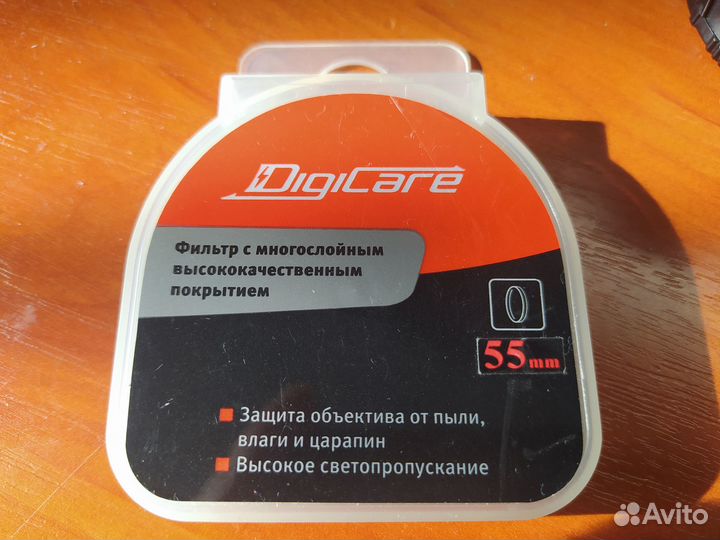 DigiCare
Фильтр с многослойным
высококачественным
покрытием
55mm
Защита объектива от пыли,
влаги и царапин
Высокое светопропускание
Avito